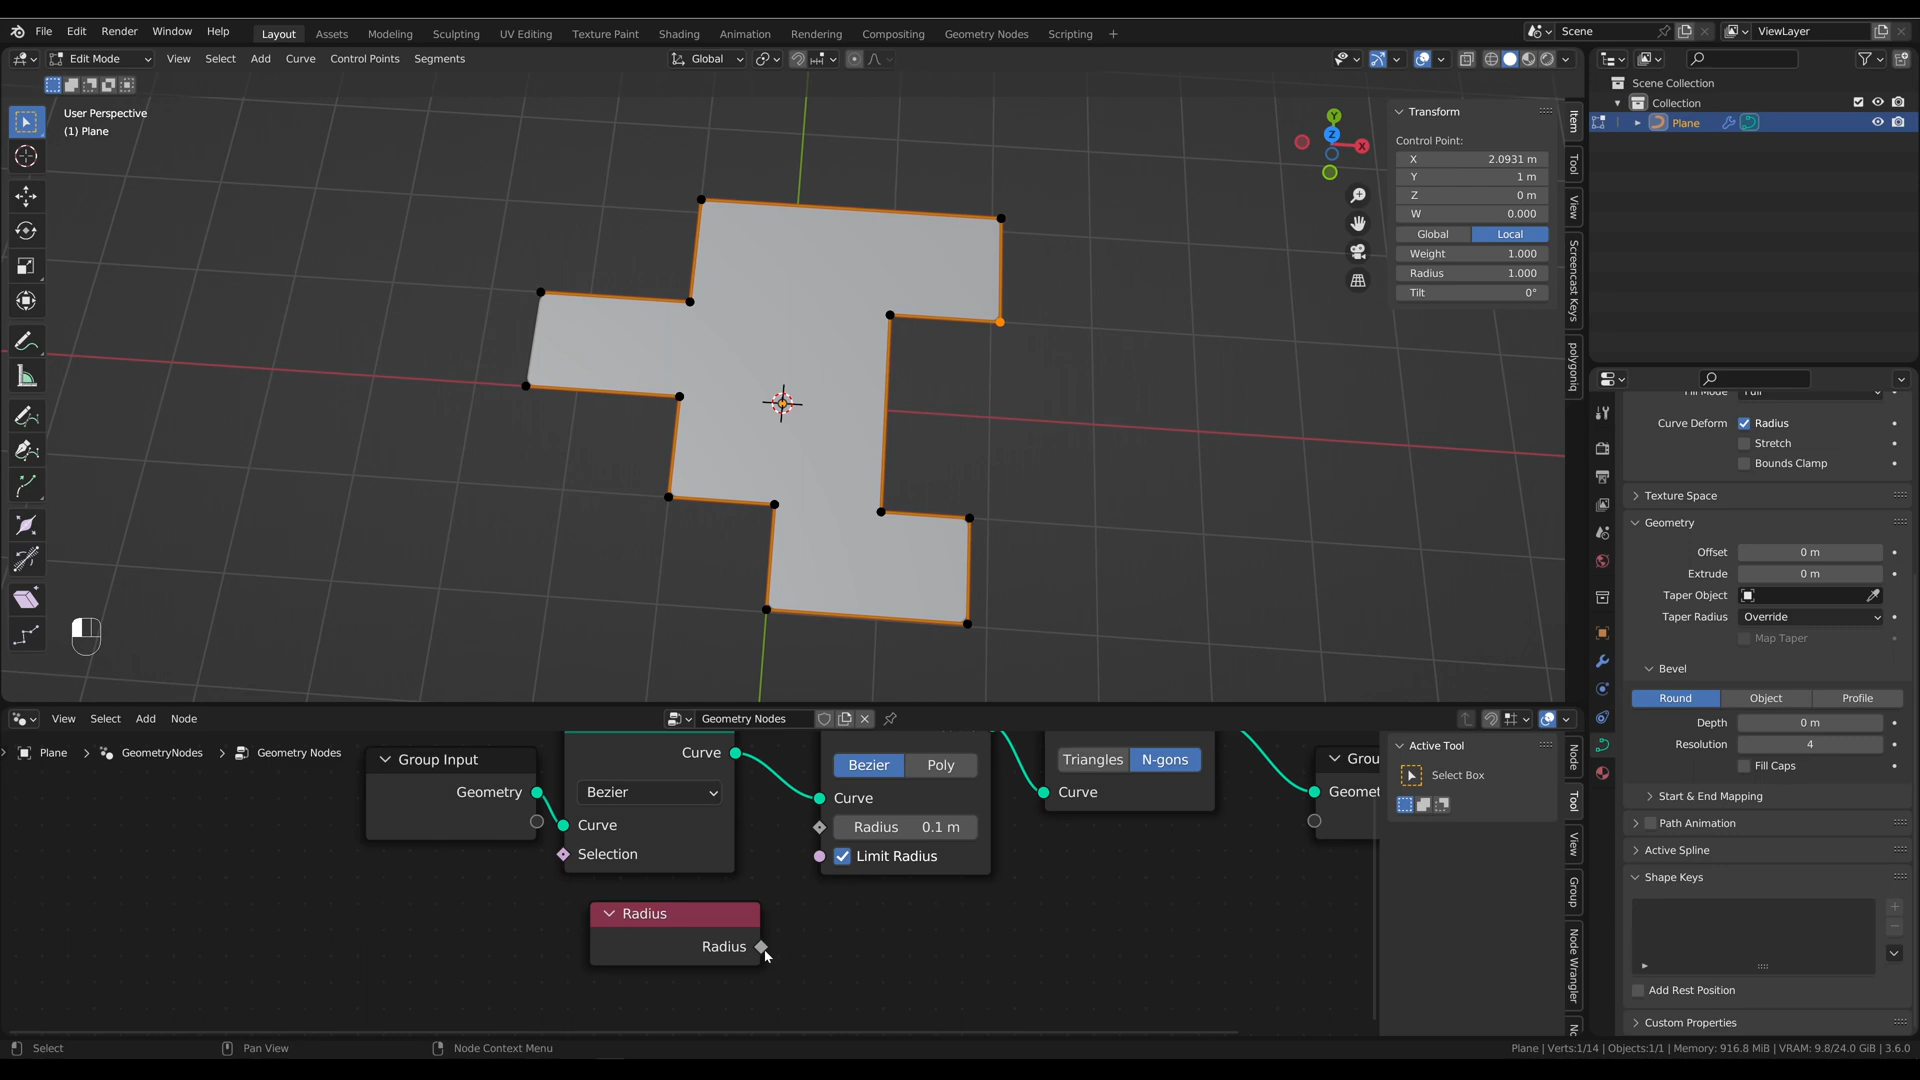 File Edit Render Window Help Layout Assets Modeling Sculpting UV Editing Texture Paint Shading Animation Rendering Compositing Geometry Nodes Scripting + Scene ViewLayer
Edit Mode View Select Add Curve Control Points Segments Global
User Perspective
(1) Plane
Transform
Control Point:
X 2.0931 m
Y 1 m
Z 0 m
W 0.000
Global Local
Weight 1.000
Radius 1.000
Tilt 0°
Y
Z
X
Item
Tool
View
Screencast Keys
polygoniq
Scene Collection
Collection
Plane
Fill Mode Full
Curve Deform Radius
Stretch
Bounds Clamp
Texture Space
Geometry
Offset 0 m
Extrude 0 m
Taper Object
Taper Radius Override
Map Taper
Bevel
Round Object Profile
Depth 0 m
Resolution 4
Fill Caps
Start & End Mapping
Path Animation
Active Spline
Shape Keys
Add Rest Position
Custom Properties
View Select Add Node Geometry Nodes
Plane GeometryNodes Geometry Nodes
Group Input
Geometry
Curve
Bezier
Curve
Selection
Bezier Poly
Curve
Radius 0.1 m
Limit Radius
Triangles N-gons
Curve
Grou
Geomet
Radius
Radius
Active Tool
Select Box
Node
Tool
View
Group
Node Wrangler
Select Pan View Node Context Menu Plane | Verts:1/14 | Objects:1/1 | Memory: 916.8 MiB | VRAM: 9.8/24.0 GiB | 3.6.0